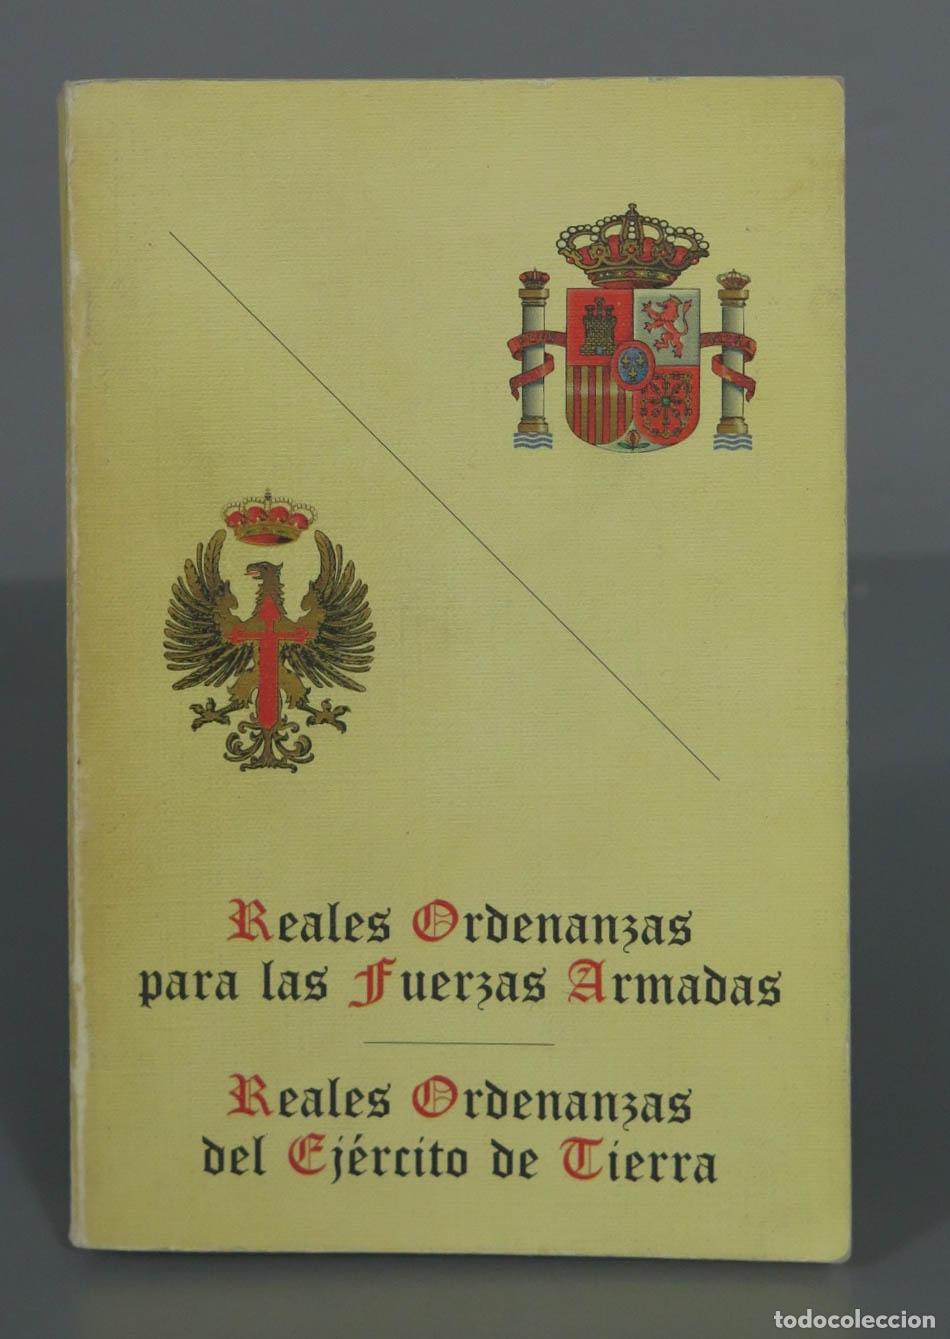 Reales Ordenanzas
para las Fuerzas Armadas
Reales Ordenanzas
del Ejército de Tierra
todocoleccion